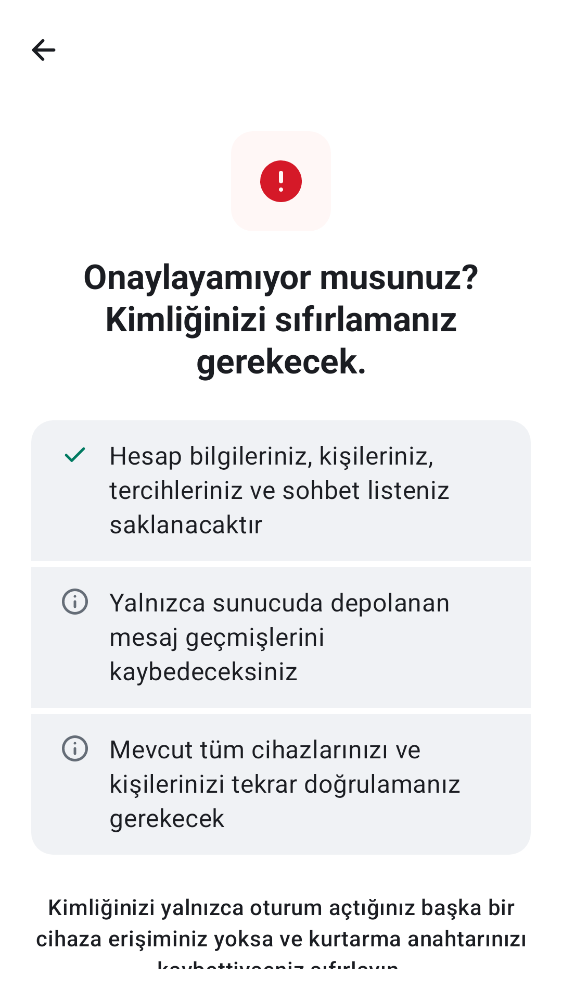 Onaylayamıyor musunuz?
Kimliğinizi sıfırlamanız
gerekecek.
Hesap bilgileriniz, kişileriniz,
tercihleriniz ve sohbet listeniz
saklanacaktır
Yalnızca sunucuda depolanan
mesaj geçmişlerini
kaybedeceksiniz
Mevcut tüm cihazlarınızı ve
kişilerinizi tekrar doğrulamanız
gerekecek
Kimliğinizi yalnızca oturum açtığınız başka bir
cihaza erişiminiz yoksa ve kurtarma anahtarınızı
kaybettiyseniz sıfırlayın.